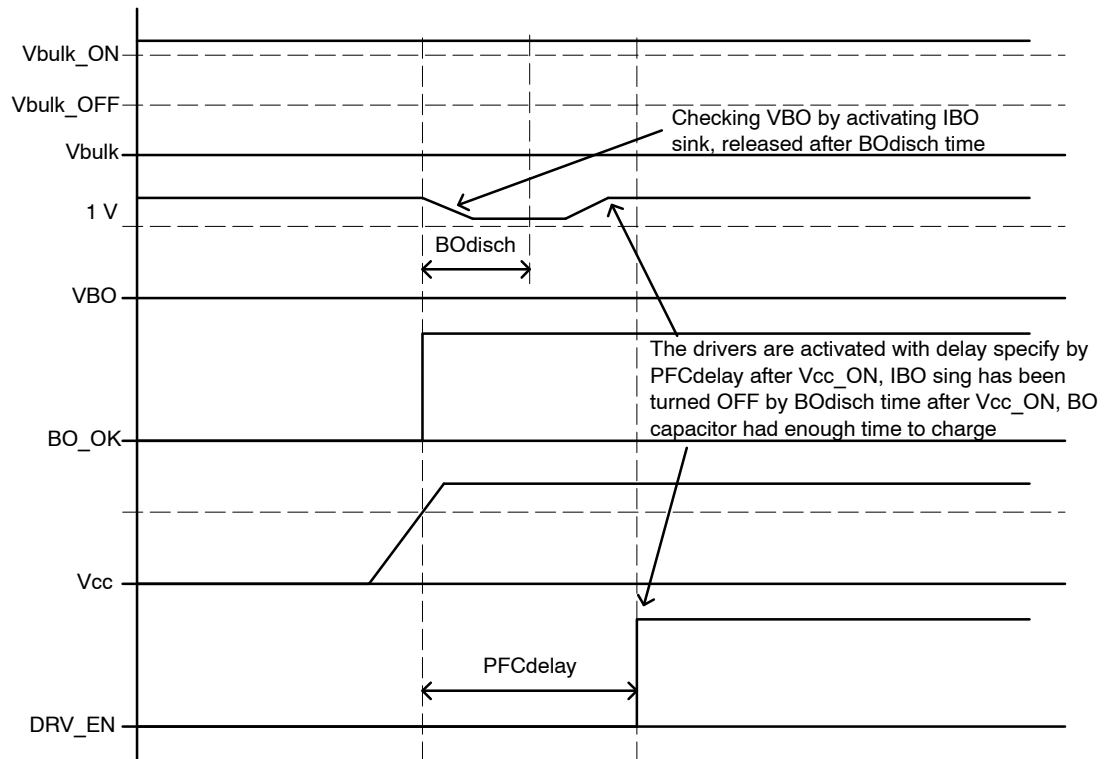 Vbulk_ON
Vbulk_OFF
Checking VBO by activating IBO
sink, released after BOdisch time
Vbulk
1 V
BOdisch
VBO
The drivers are activated with delay specify by
PFCdelay after Vcc_ON, IBO sing has been
turned OFF by BOdisch time after Vcc_ON, BO
capacitor had enough time to charge
BO_OK
Vcc
PFCdelay
DRV_EN